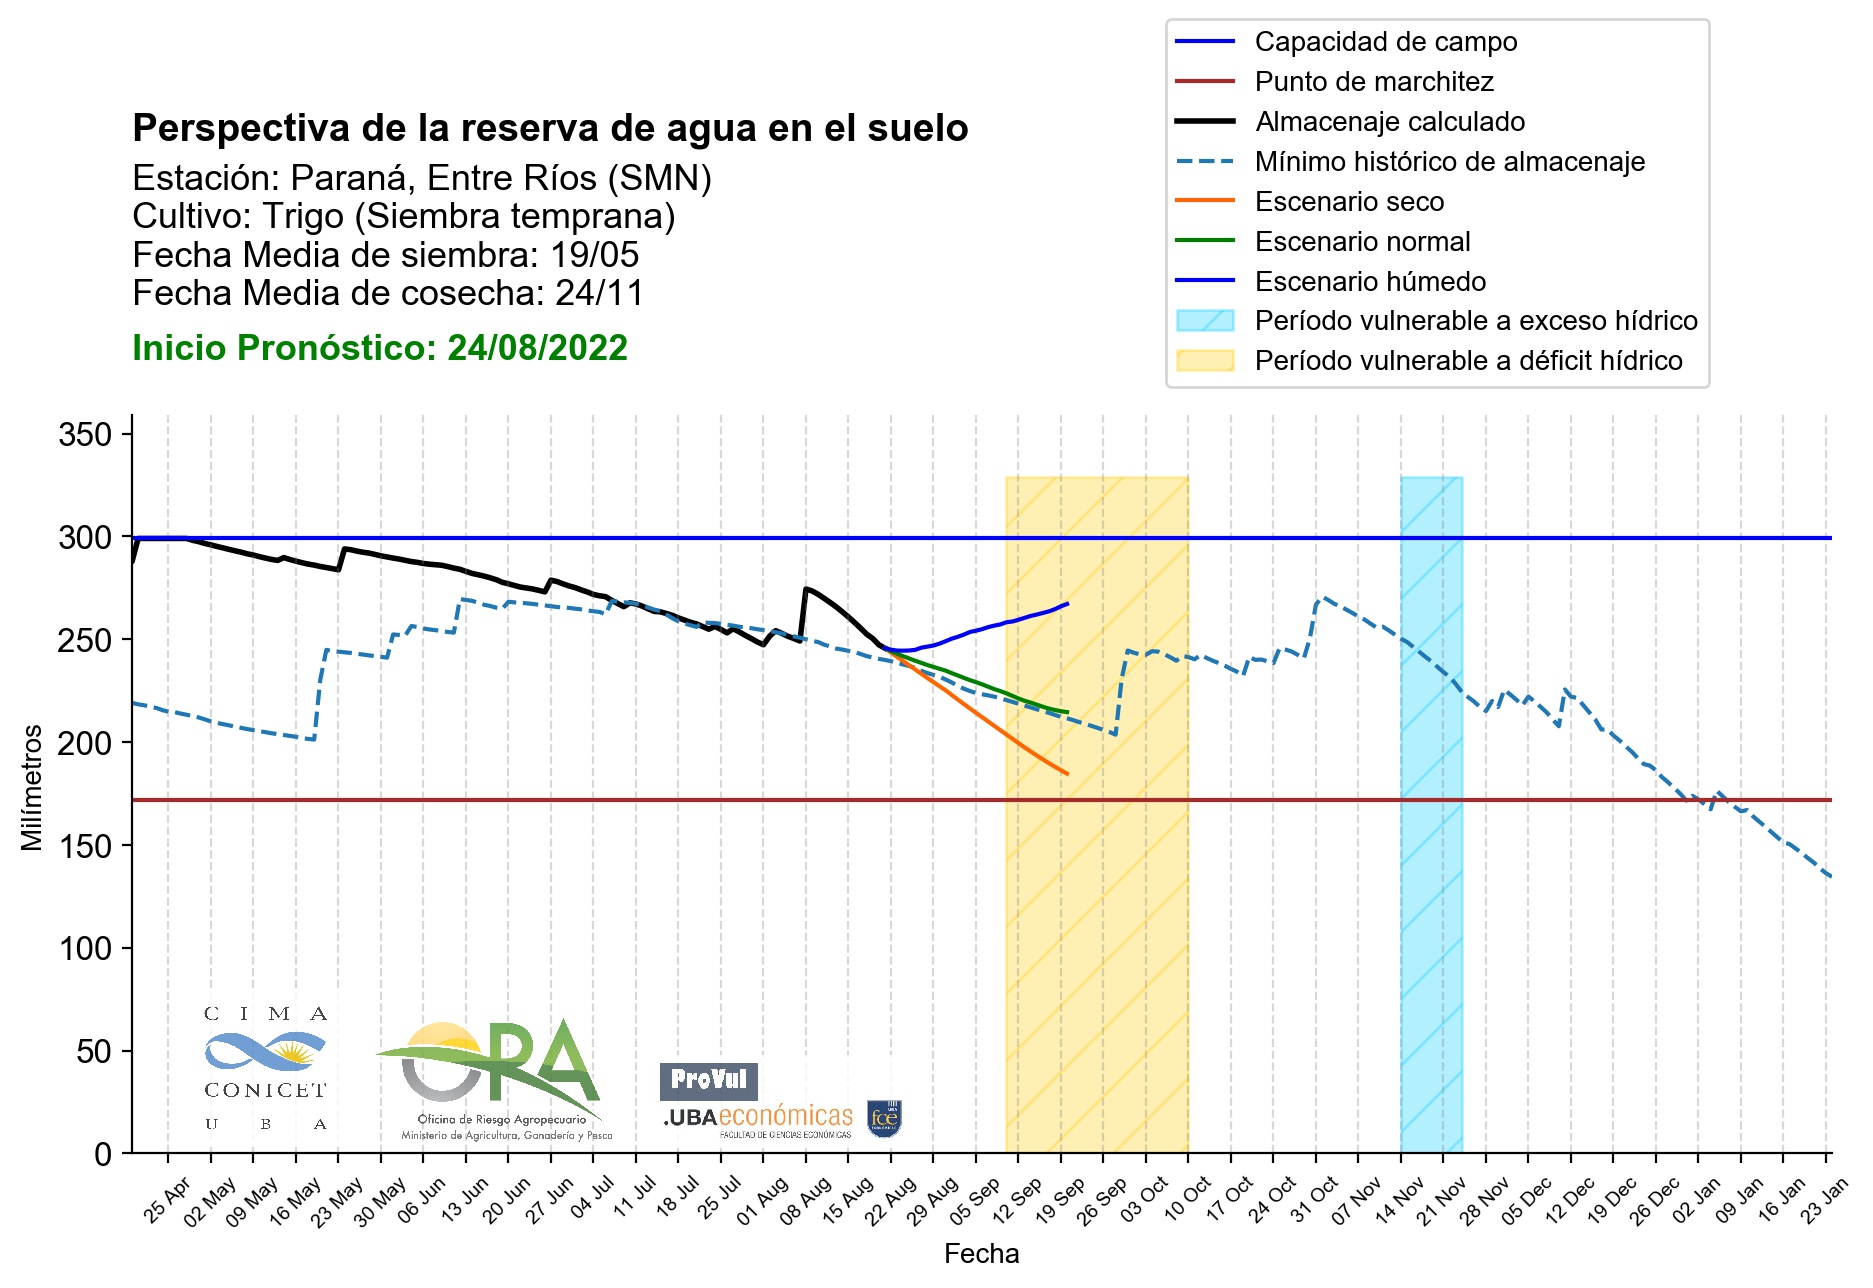 Capacidad de campo
Punto de marchitez
Almacenaje calculado
Mínimo histórico de almacenaje
Escenario seco
Escenario normal
Escenario húmedo
Período vulnerable a exceso hídrico
Período vulnerable a déficit hídrico
Perspectiva de la reserva de agua en el suelo
Estación: Paraná, Entre Ríos (SMN)
Cultivo: Trigo (Siembra temprana)
Fecha Media de siembra: 19/05
Fecha Media de cosecha: 24/11
Inicio Pronóstico: 24/08/2022
Milímetros
350
300
250
200
150
100
50
0
CIMA
CONICET
UBA
ORA
Oficina de Riesgo Agropecuario
Ministerio de Agricultura, Ganadería y Pesca
ProVul
.UBAeconómicas
FACULTAD DE CIENCIAS ECONÓMICAS
fce
25 Apr
02 May
09 May
16 May
23 May
30 May
06 Jun
13 Jun
20 Jun
27 Jun
04 Jul
11 Jul
18 Jul
25 Jul
01 Aug
08 Aug
15 Aug
22 Aug
29 Aug
05 Sep
12 Sep
19 Sep
26 Sep
03 Oct
10 Oct
17 Oct
24 Oct
31 Oct
07 Nov
14 Nov
21 Nov
28 Nov
05 Dec
12 Dec
19 Dec
26 Dec
02 Jan
09 Jan
16 Jan
23 Jan
Fecha